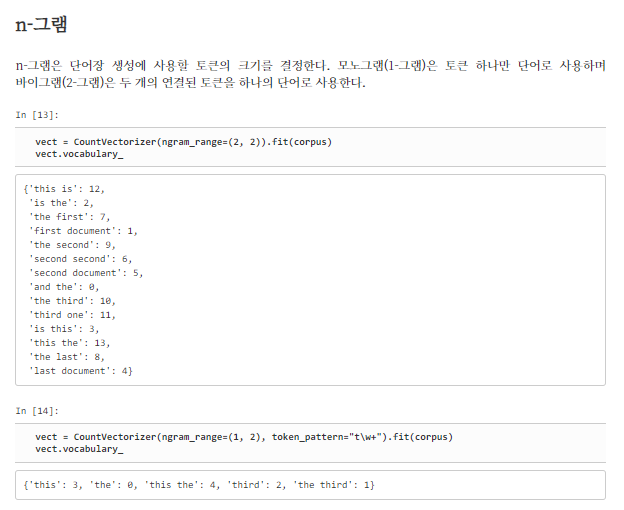 n-그램
n-그램은 단어장 생성에 사용할 토큰의 크기를 결정한다. 모노그램(1-그램)은 토큰 하나만 단어로 사용하며
바이그램(2-그램)은 두 개의 연결된 토큰을 하나의 단어로 사용한다.
In [13]:
vect = CountVectorizer(ngram_range=(2, 2)).fit(corpus)
vect.vocabulary_
{'this is': 12,
'is the': 2,
'the first': 7,
'first document': 1,
'the second': 9,
'second second': 6,
'second document': 5,
'and the': 0,
'the third': 10,
'third one': 11,
'is this': 3,
'this the': 13,
'the last': 8,
'last document': 4}
In [14]:
vect = CountVectorizer(ngram_range=(1, 2), token_pattern="t\w+").fit(corpus)
vect.vocabulary_
{'this': 3, 'the': 0, 'this the': 4, 'third': 2, 'the third': 1}